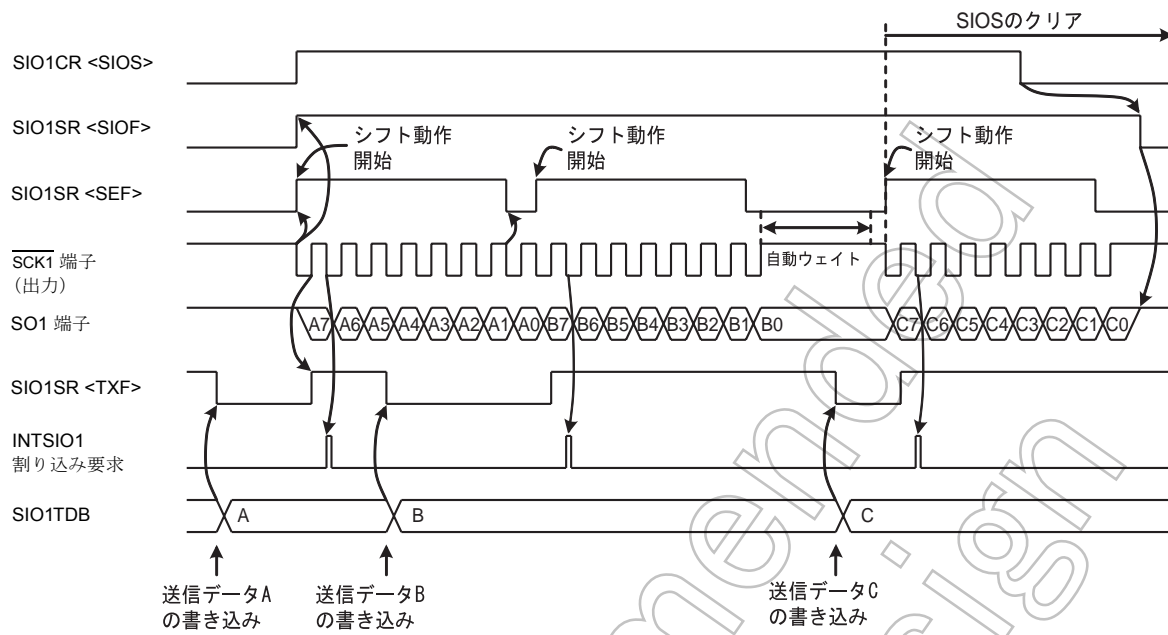 SIOSのクリア
SIO1CR <SIOS>
SIO1SR <SIOF>
シフト動作
開始
シフト動作
開始
シフト動作
開始
SIO1SR <SEF>
SCK1 端子
(出力)
自動ウェイト
SO1 端子
A7 A6 A5 A4 A3 A2 A1 A0 B7 B6 B5 B4 B3 B2 B1 B0 C7 C6 C5 C4 C3 C2 C1 C0
SIO1SR <TXF>
INTSIO1
割り込み要求
SIO1TDB
A B C
送信データA
の書き込み
送信データB
の書き込み
送信データC
の書き込み
mended
sign